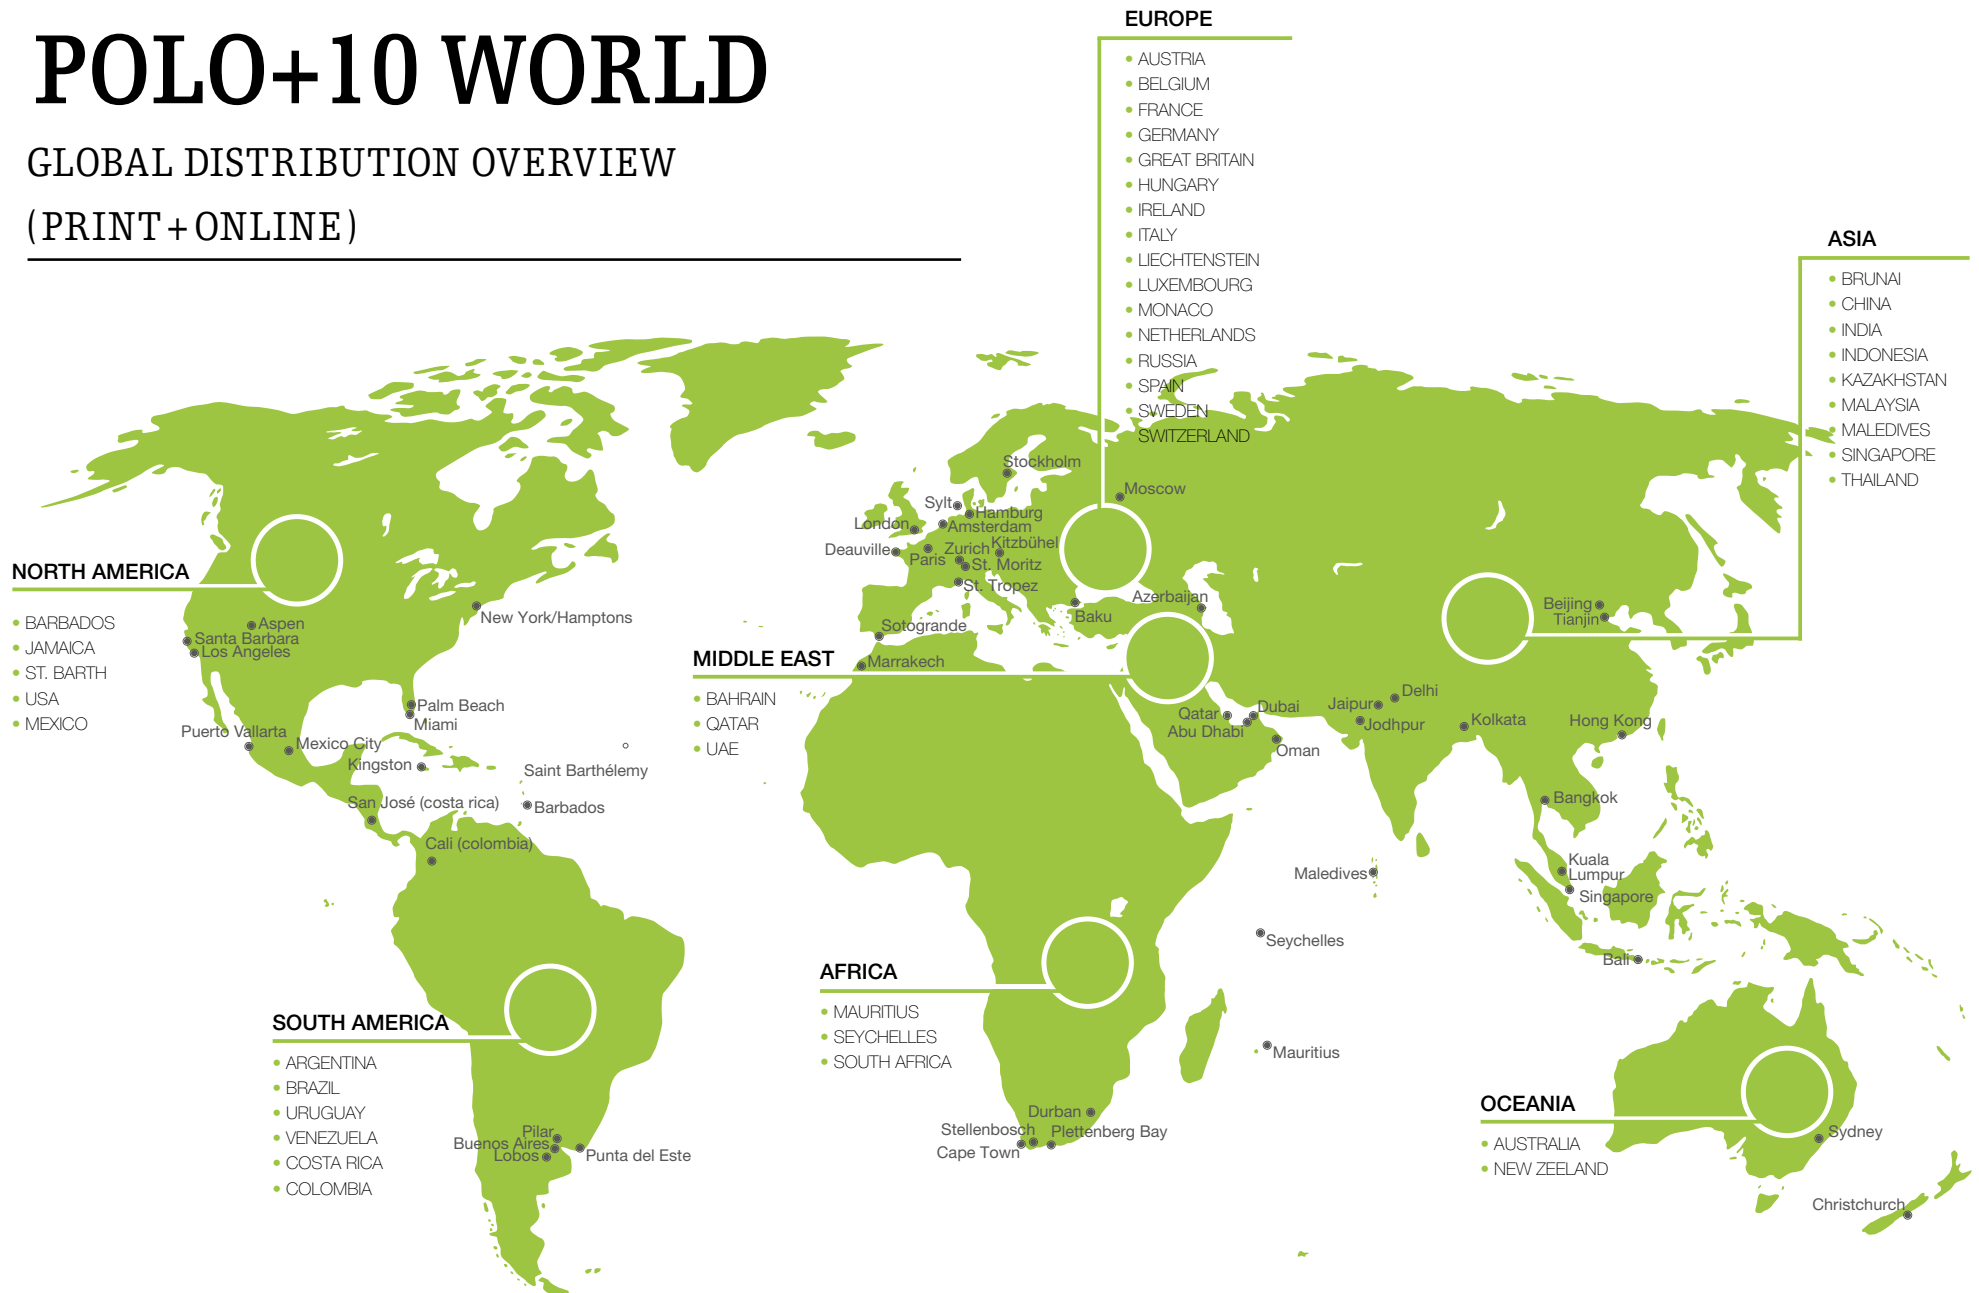 POLO+10 WORLD
GLOBAL DISTRIBUTION OVERVIEW
(PRINT+ONLINE)
EUROPE
• AUSTRIA
• BELGIUM
• FRANCE
• GERMANY
• GREAT BRITAIN
• HUNGARY
• IRELAND
• ITALY
• LIECHTENSTEIN
• LUXEMBOURG
• MONACO
• NETHERLANDS
• RUSSIA
• SPAIN
• SWEDEN
SWITZERLAND
ASIA
• BRUNAI
• CHINA
• INDIA
• INDONESIA
• KAZAKHSTAN
• MALAYSIA
• MALEDIVES
• SINGAPORE
• THAILAND
NORTH AMERICA
• BARBADOS
• JAMAICA
• ST. BARTH
• USA
• MEXICO
MIDDLE EAST
• BAHRAIN
• QATAR
• UAE
SOUTH AMERICA
• ARGENTINA
• BRAZIL
• URUGUAY
• VENEZUELA
• COSTA RICA
• COLOMBIA
AFRICA
• MAURITIUS
• SEYCHELLES
• SOUTH AFRICA
OCEANIA
• AUSTRALIA
• NEW ZEELAND
Aspen
Santa Barbara
Los Angeles
New York/Hamptons
Palm Beach
Miami
Puerto Vallarta
Mexico City
Kingston
Saint Barthélemy
San José (costa rica)
Barbados
Cali (colombia)
Pilar
Buenos Aires
Lobos
Punta del Este
Stockholm
Moscow
Sylt
Hamburg
London
Amsterdam
Deauville
Paris
Zurich
Kitzbühel
St. Moritz
St. Tropez
Azerbaijan
Baku
Sotogrande
Marrakech
Qatar
Dubai
Abu Dhabi
Oman
Jaipur
Delhi
Jodhpur
Kolkata
Beijing
Tianjin
Hong Kong
Bangkok
Maledives
Kuala
Lumpur
Singapore
Seychelles
Bali
Mauritius
Durban
Stellenbosch
Plettenberg Bay
Cape Town
Sydney
Christchurch